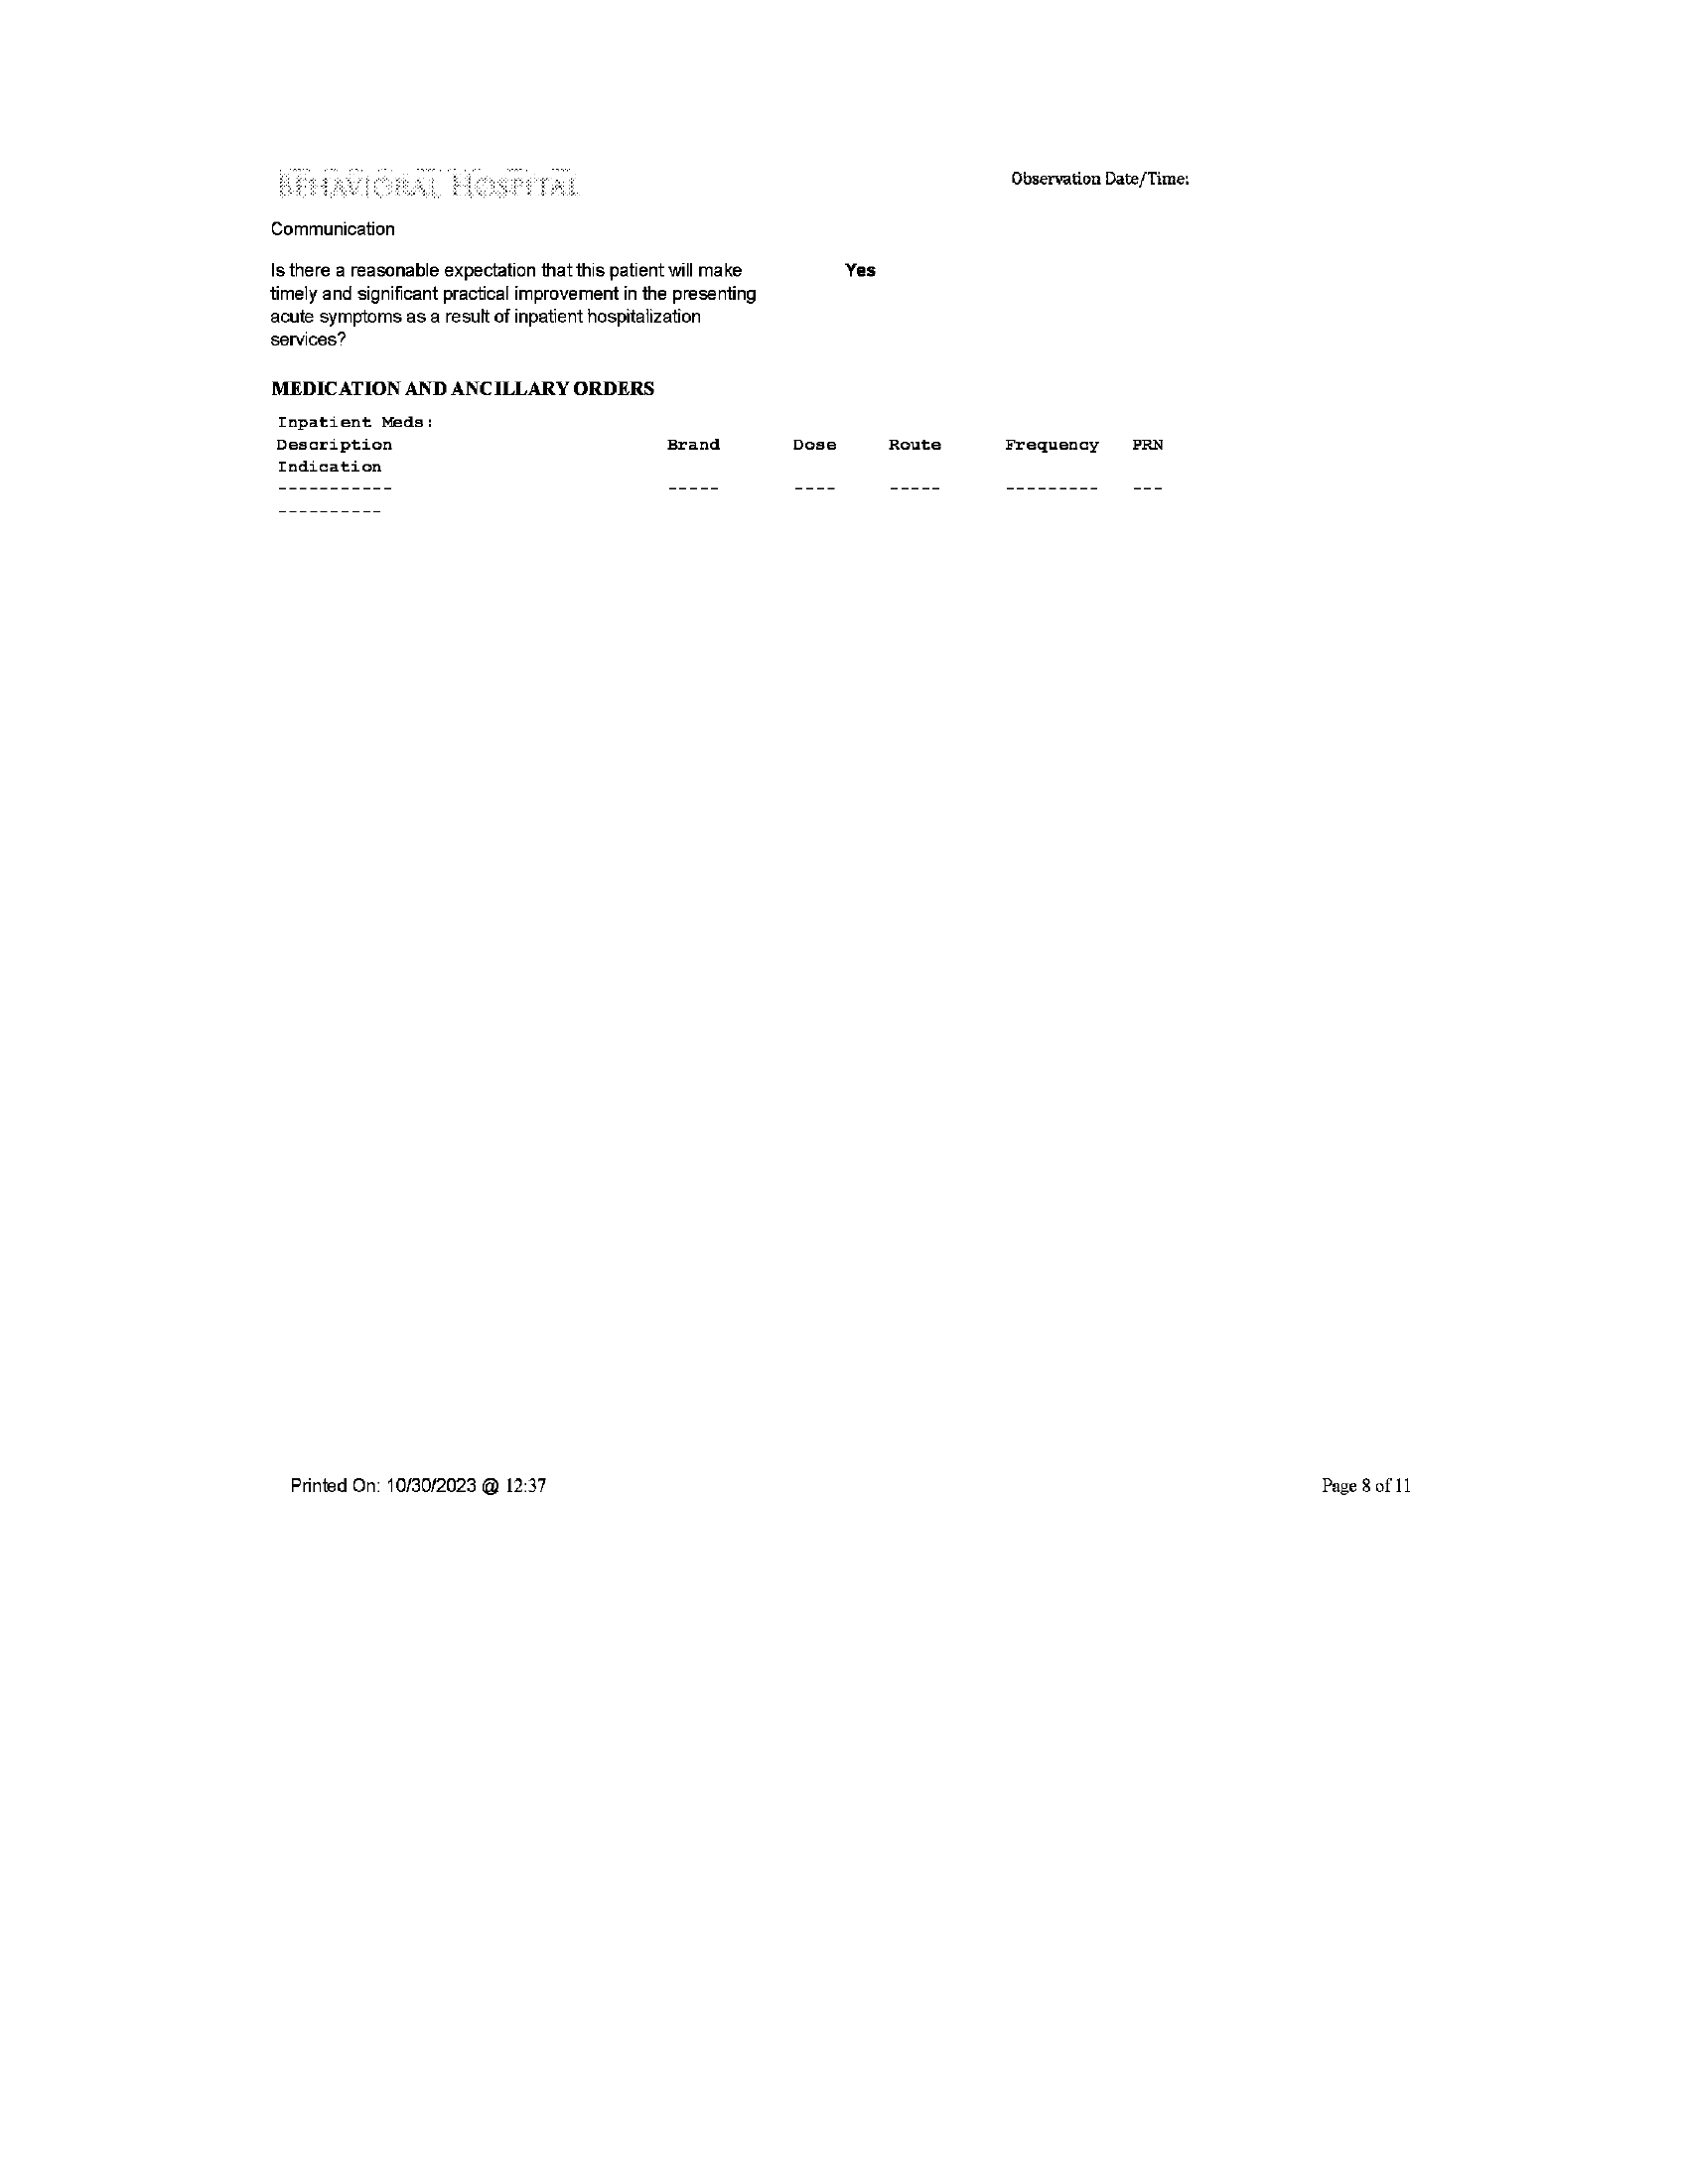 BEHAVIORAL HOSPITAL
Observation Date/Time:
Communication
Is there a reasonable expectation that this patient will make Yes
timely and significant practical improvement in the presenting
acute symptoms as a result of inpatient hospitalization
services?
MEDICATION AND ANCILLARY ORDERS
Inpatient Meds:
Description Brand Dose Route Frequency PRN
Indication
----------- ----- ---- ----- --------- ---
----------
Printed On: 10/30/2023 @ 12:37
Page 8 of 11